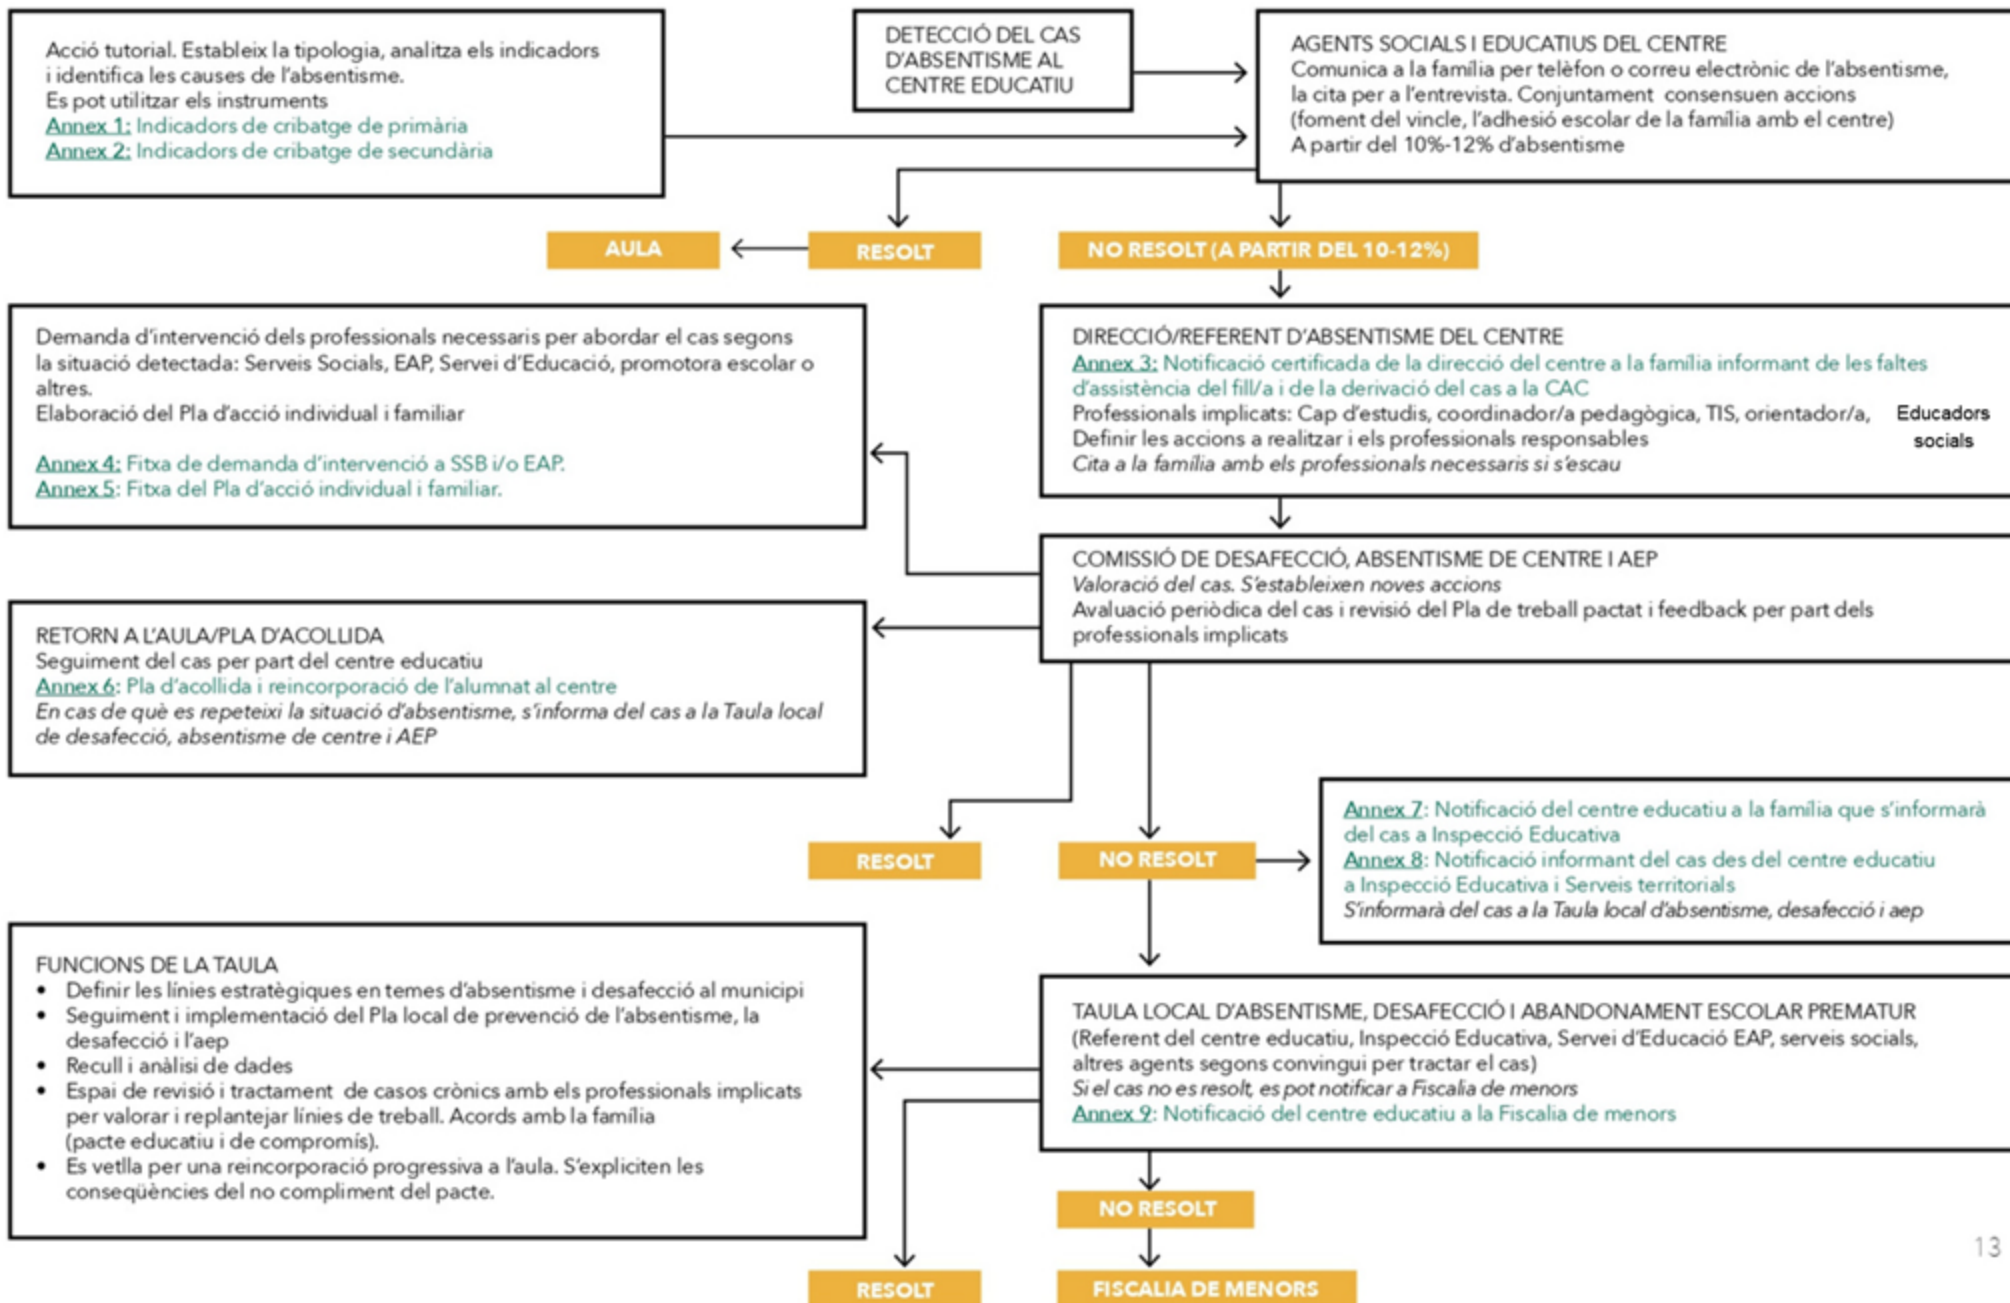 Acció tutorial. Estableix la tipologia, analitza els indicadors
i identifica les causes de l'absentisme.
Es pot utilitzar els instruments
Annex 1: Indicadors de cribatge de primària
Annex 2: Indicadors de cribatge de secundària
DETECCIÓ DEL CAS
D'ABSENTISME AL
CENTRE EDUCATIU
AGENTS SOCIALS I EDUCATIUS DEL CENTRE
Comunica a la família per telèfon o correu electrònic de l'absentisme,
la cita per a l'entrevista. Conjuntament consensuen accions
(foment del vincle, l'adhesió escolar de la família amb el centre)
A partir del 10%-12% d'absentisme
AULA
RESOLT
NO RESOLT (A PARTIR DEL 10-12%)
Demanda d'intervenció dels professionals necessaris per abordar el cas segons
la situació detectada: Serveis Socials, EAP, Servei d'Educació, promotora escolar o
altres.
Elaboració del Pla d'acció individual i familiar
Annex 4: Fitxa de demanda d'intervenció a SSB i/o EAP.
Annex 5: Fitxa del Pla d'acció individual i familiar.
DIRECCIÓ/REFERENT D'ABSENTISME DEL CENTRE
Annex 3: Notificació certificada de la direcció del centre a la família informant de les faltes
d'assistència del fill/a i de la derivació del cas a la CAC
Professionals implicats: Cap d'estudis, coordinador/a pedagògica, TIS, orientador/a,
Educadors
socials
Definir les accions a realitzar i els professionals responsables
Cita a la família amb els professionals necessaris si s'escau
COMISSIÓ DE DESAFECCIÓ, ABSENTISME DE CENTRE I AEP
Valoració del cas. S'estableixen noves accions
Avaluació periòdica del cas i revisió del Pla de treball pactat i feedback per part dels
professionals implicats
RETORN A L'AULA/PLA D'ACOLLIDA
Seguiment del cas per part del centre educatiu
Annex 6: Pla d'acollida i reincorporació de l'alumnat al centre
En cas de què es repeteixi la situació d'absentisme, s'informa del cas a la Taula local
de desafecció, absentisme de centre i AEP
RESOLT
NO RESOLT
Annex 7: Notificació del centre educatiu a la família que s'informarà
del cas a Inspecció Educativa
Annex 8: Notificació informant del cas des del centre educatiu
a Inspecció Educativa i Serveis territorials
S'informarà del cas a la Taula local d'absentisme, desafecció i aep
FUNCIONS DE LA TAULA
• Definir les línies estratègiques en temes d'absentisme i desafecció al municipi
• Seguiment i implementació del Pla local de prevenció de l'absentisme, la
desafecció i l'aep
• Recull i anàlisi de dades
• Espai de revisió i tractament de casos crònics amb els professionals implicats
per valorar i replantejar línies de treball. Acords amb la família
(pacte educatiu i de compromís).
• Es vetlla per una reincorporació progressiva a l'aula. S'expliciten les
conseqüències del no compliment del pacte.
TAULA LOCAL D'ABSENTISME, DESAFECCIÓ I ABANDONAMENT ESCOLAR PREMATUR
(Referent del centre educatiu, Inspecció Educativa, Servei d'Educació EAP, serveis socials,
altres agents segons convingui per tractar el cas)
Si el cas no es resolt, es pot notificar a Fiscalia de menors
Annex 9: Notificació del centre educatiu a la Fiscalia de menors
NO RESOLT
RESOLT
FISCALIA DE MENORS
13